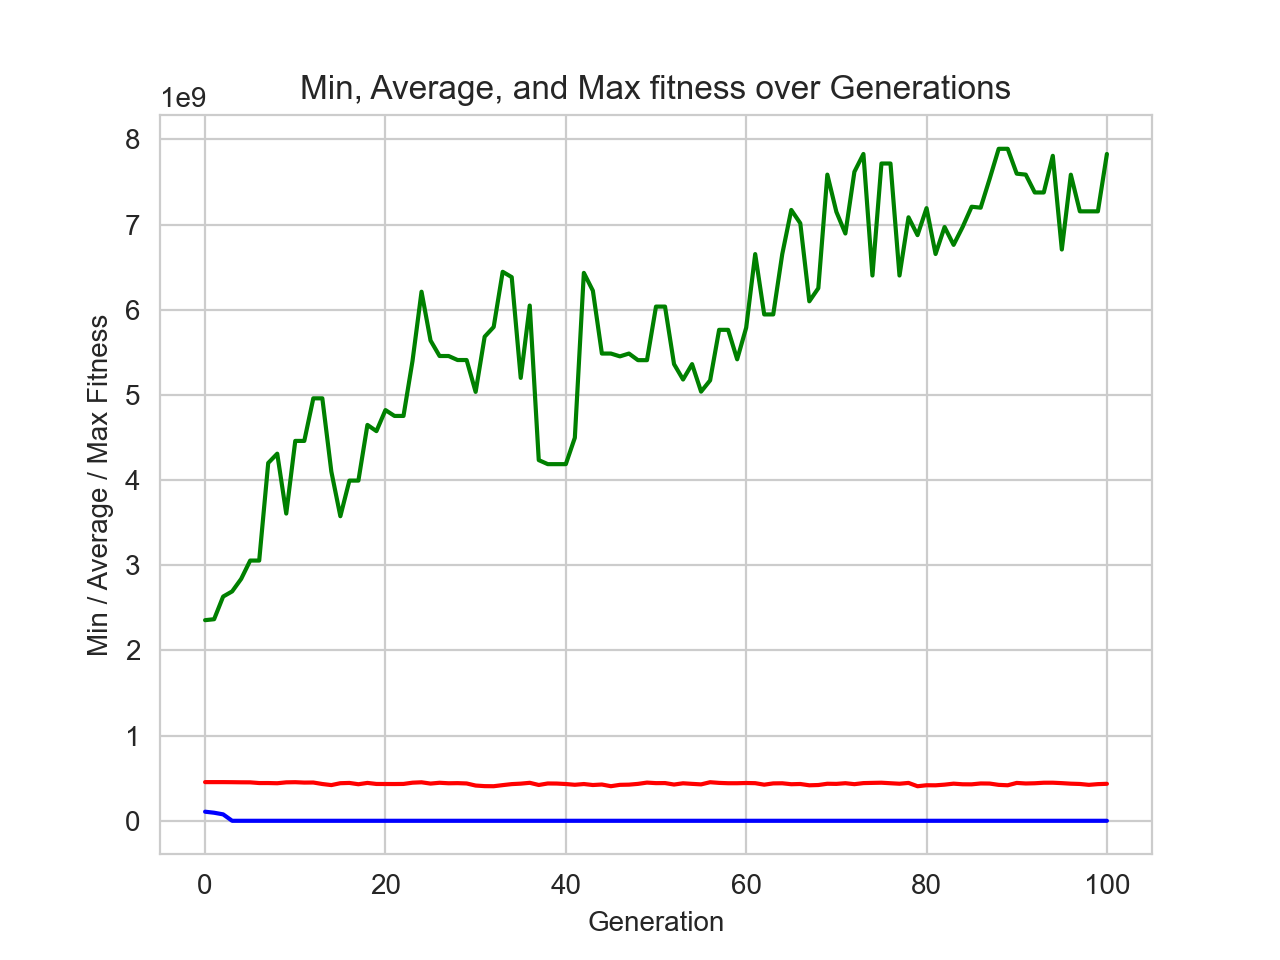 Min, Average, and Max fitness over Generations
1e9
8
7
6
5
4
3
2
1
0
Min / Average / Max Fitness
0 20 40 60 80 100
Generation